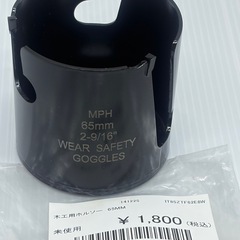 MPH
65mm
2-9/16"
WEAR SAFETY
GOGGLES
木工用ホルソー 65MM
¥ 1,800(税込)
未使用